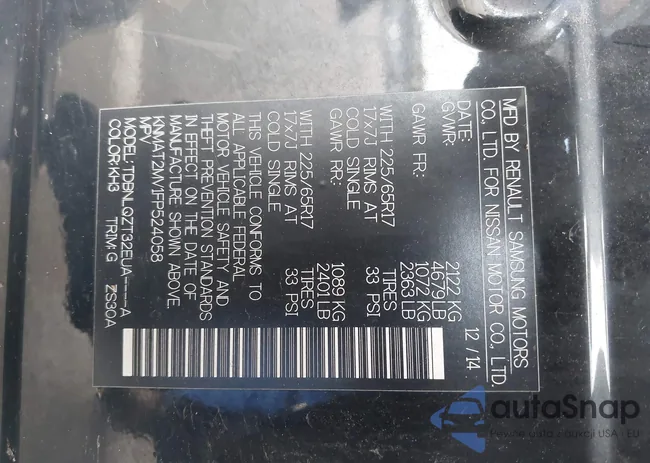 MFD BY RENAULT SAMSUNG MOTORS
CO., LTD. FOR NISSAN MOTOR CO., LTD.
DATE: 12/14
GVWR: 2122 KG
4679LB
GAWR FR: 1072 KG
2363 LB
WITH 225/65R17 TIRES
17x7J RIMS AT 33 PSI
COLD SINGLE
GAWR RR: 1089 KG
2401 LB
WITH 225/65R17 TIRES
17x7J RIMS AT 33 PSI
COLD SINGLE
THIS VEHICLE CONFORMS TO
ALL APPLICABLE FEDERAL
MOTOR VEHICLE SAFETY AND
THEFT PREVENTION STANDARDS
IN EFFECT ON THE DATE OF
MANUFACTURE SHOWN ABOVE.
KNMAT2MV1FP524058
MPV
MODEL: TDBNLQZT32EUA----A
COLOR: KH3 TRIM:G ZS30A
autoSnap
USA - EU